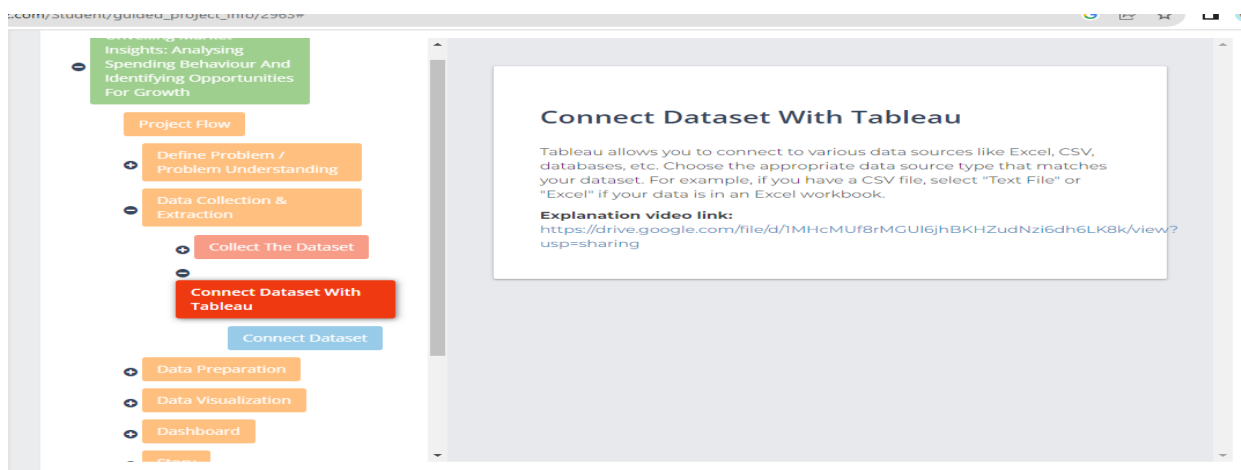 .com/Student/guided_project_info/2963#
Unveiling Market
Insights: Analysing
Spending Behaviour And
Identifying Opportunities
For Growth
Project Flow
Define Problem /
Problem Understanding
Data Collection &
Extraction
Collect The Dataset
Connect Dataset With
Tableau
Connect Dataset
Data Preparation
Data Visualization
Dashboard
Story
Connect Dataset With Tableau
Tableau allows you to connect to various data sources like Excel, CSV,
databases, etc. Choose the appropriate data source type that matches
your dataset. For example, if you have a CSV file, select "Text File" or
"Excel" if your data is in an Excel workbook.
Explanation video link:
https://drive.google.com/file/d/1MHcMUf8rMGUl6jhBKHZudNzi6dh6LK8k/view?
usp=sharing